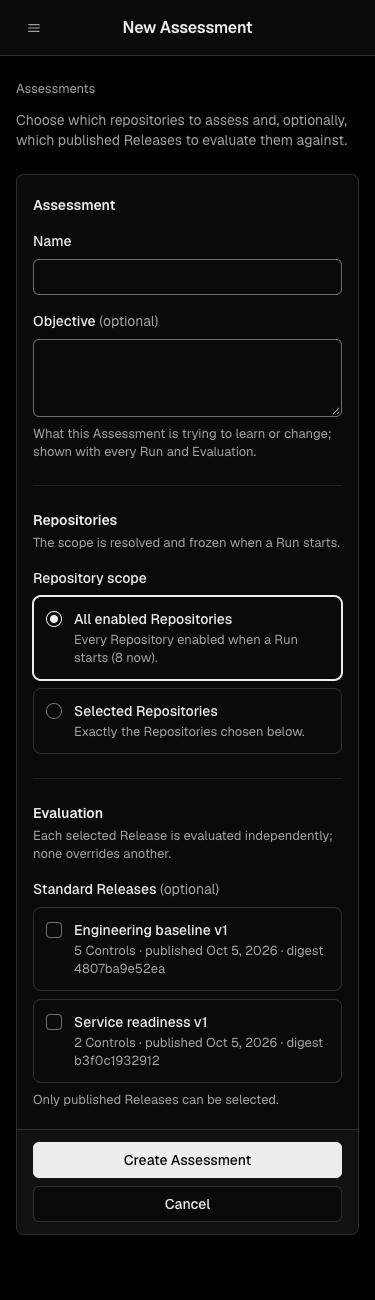 New Assessment
Assessments
Choose which repositories to assess and, optionally,
which published Releases to evaluate them against.
Assessment
Name
Objective (optional)
What this Assessment is trying to learn or change;
shown with every Run and Evaluation.
Repositories
The scope is resolved and frozen when a Run starts.
Repository scope
All enabled Repositories
Every Repository enabled when a Run
starts (8 now).
Selected Repositories
Exactly the Repositories chosen below.
Evaluation
Each selected Release is evaluated independently;
none overrides another.
Standard Releases (optional)
Engineering baseline v1
5 Controls · published Oct 5, 2026 · digest
4807ba9e52ea
Service readiness v1
2 Controls · published Oct 5, 2026 · digest
b3f0c1932912
Only published Releases can be selected.
Create Assessment
Cancel